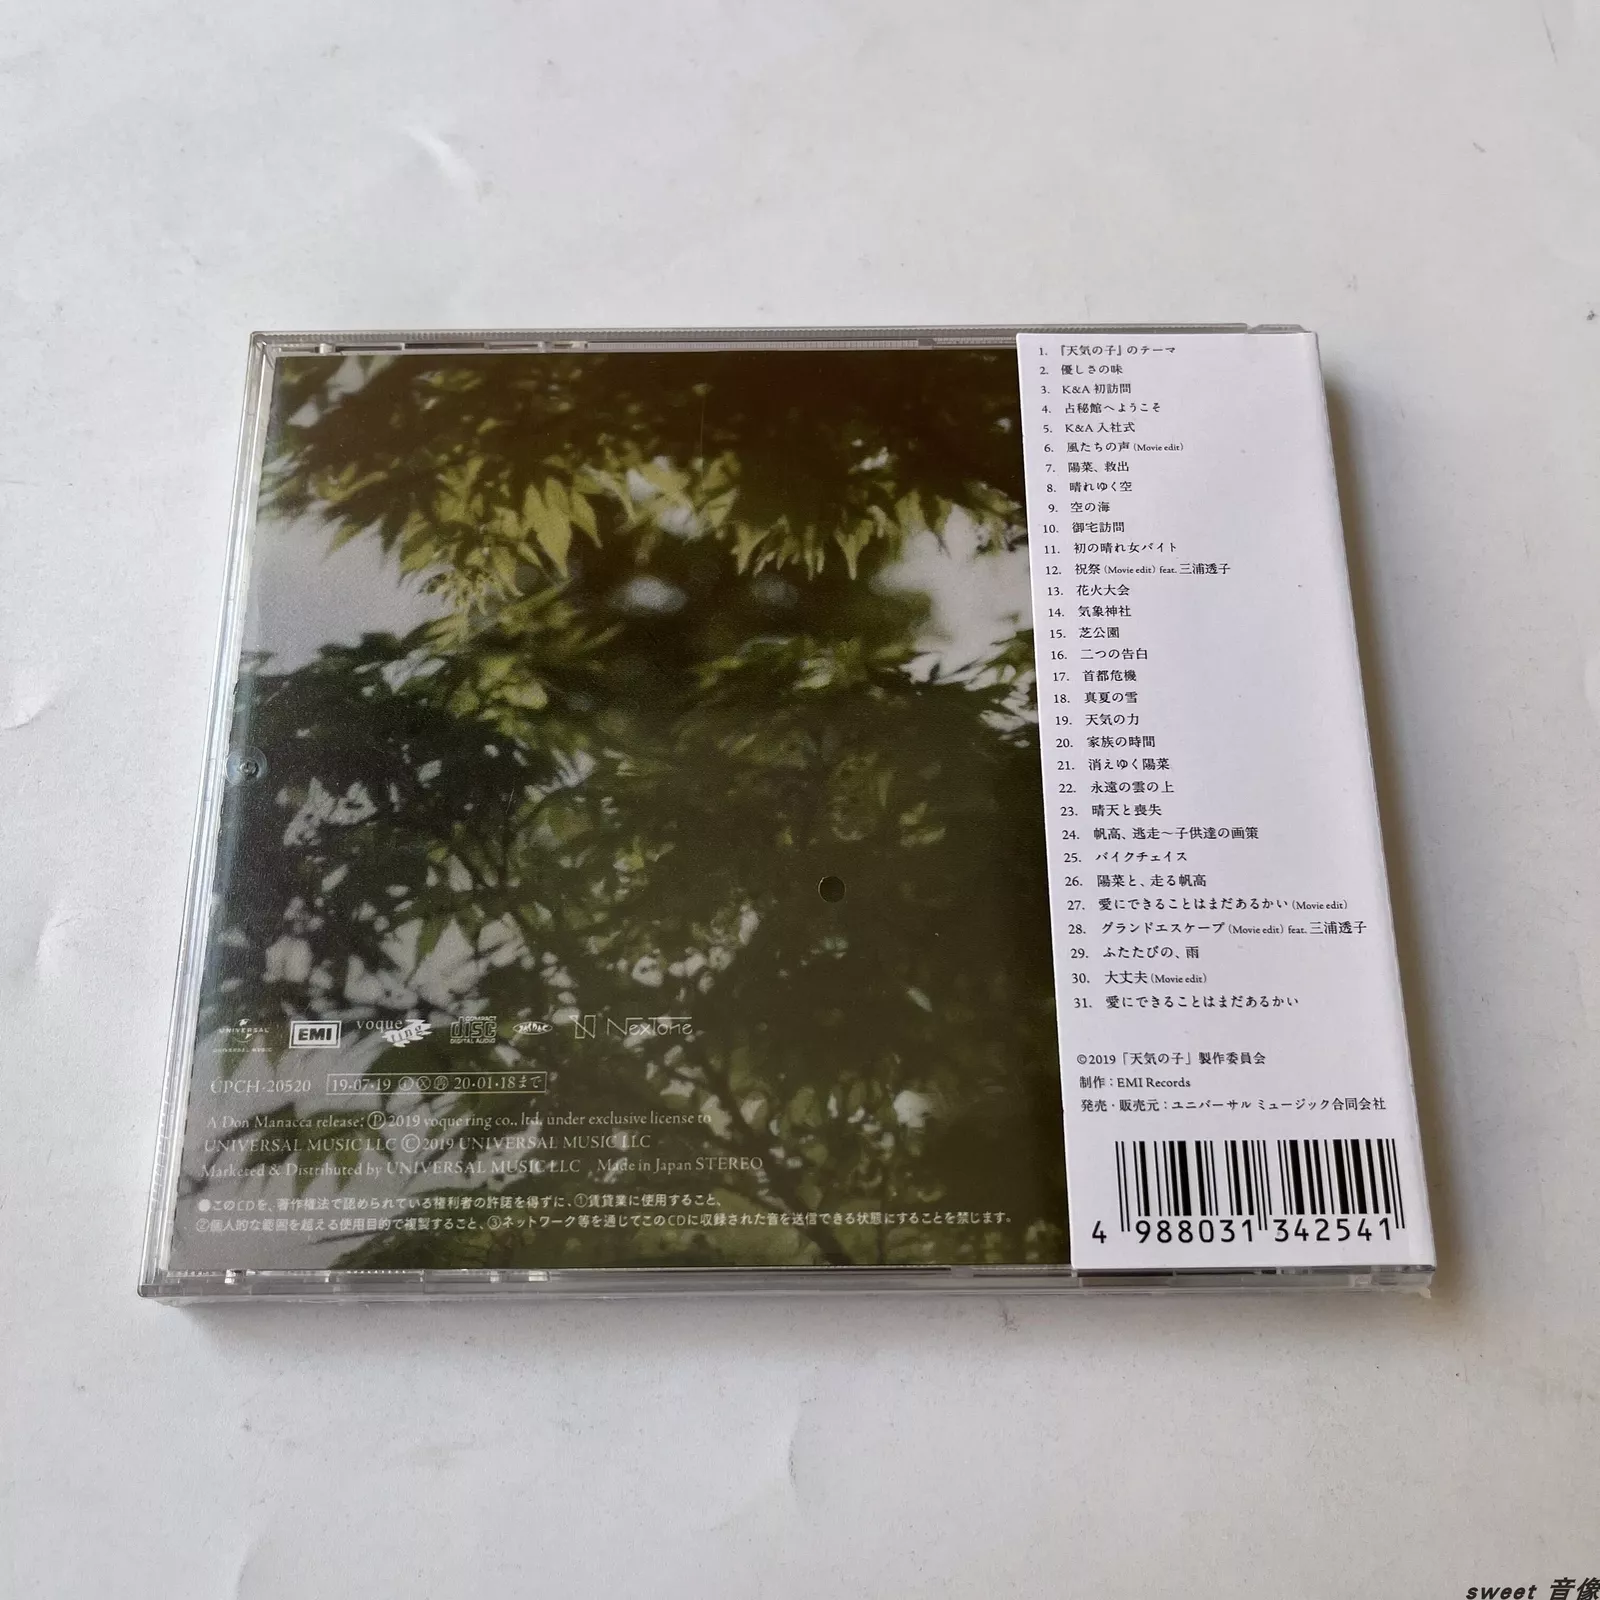 1. 『天気の子』のテーマ
2. 優しさの味
3. K&A 初訪問
4. 占秘館へようこそ
5. K&A 入社式
6. 風たちの声 (Movie edit)
7. 陽菜、救出
8. 晴れゆく空
9. 空の海
10. 御宅訪問
11. 初の晴れ女バイト
12. 祝祭 (Movie edit) feat. 三浦透子
13. 花火大会
14. 気象神社
15. 芝公園
16. 二つの告白
17. 首都危機
18. 真夏の雪
19. 天気の力
20. 家族の時間
21. 消えゆく陽菜
22. 永遠の雲の上
23. 晴天と喪失
24. 帆高、逃走〜子供達の画策
25. バイクチェイス
26. 陽菜と、走る帆高
27. 愛にできることはまだあるかい (Movie edit)
28. グランドエスケープ (Movie edit) feat. 三浦透子
29. ふたたびの、雨
30. 大丈夫 (Movie edit)
31. 愛にできることはまだあるかい
©2019「天気の子」製作委員会
制作：EMI Records
発売・販売元：ユニバーサル ミュージック合同会社
4 988031 342541
UNIVERSAL
UNIVERSAL MUSIC
EMI
voque ting
COMPACT disc DIGITAL AUDIO
JASRAC
NexTone
UPCH-20520 19·07·19 20·01·18まで
A Don Manacca release: Ⓟ2019 voque ting co., ltd. under exclusive license to
UNIVERSAL MUSIC LLC Ⓒ2019 UNIVERSAL MUSIC LLC
Marketed & Distributed by UNIVERSAL MUSIC LLC Made in Japan STEREO
●このCDを、著作権法で認められている権利者の許諾を得ずに、①賃貸業に使用すること、
②個人的な範囲を超える使用目的で複製すること、③ネットワーク等を通じてこのCDに収録された音を送信できる状態にすることを禁じます。
sweet 音像